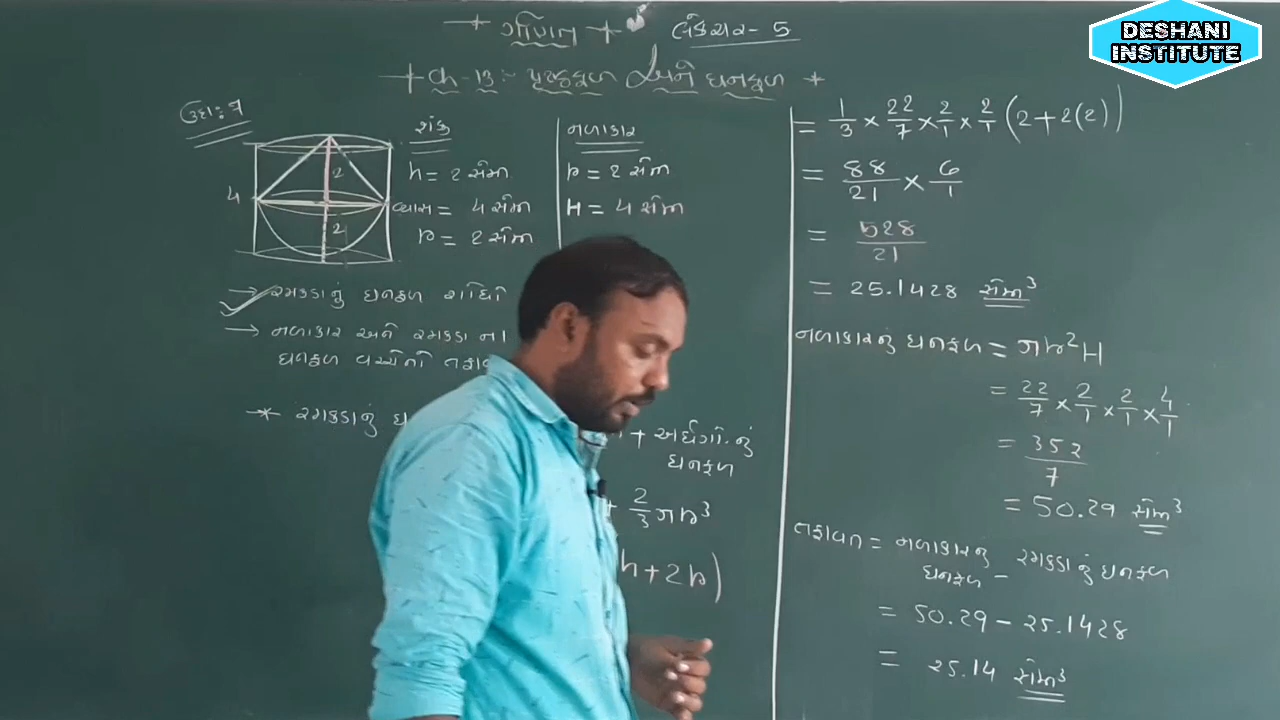 * ગણિત * લેક્ચર - 5
* Ch - 13 :- પૃષ્ઠફળ અને ઘનફળ *
ઉદા: 7
4
2
2
શંકુ
h = 2 સેમી
વ્યાસ = 4 સેમી
r = 2 સેમી
નળાકાર
r = 2 સેમી
H = 4 સેમી
→ રમકડાનું ઘનફળ શોધો
→ નળાકાર અને રમકડા ના
ઘનફળ વચ્ચેનો
* રમકડાનું
+ અર્ધગો.નું
ઘનફળ
+ 2/3 πr³
h + 2r)
= 1/3 × 22/7 × 2/1 × 2/1 (2 + 2(2))
= 88/21 × 6/1
= 528/21
= 25.1428 સેમી³
નળાકારનું ઘનફળ = πr²H
= 22/7 × 2/1 × 2/1 × 4/1
= 352/7
= 50.29 સેમી³
તફાવત = નળાકારનું ઘનફળ - રમકડાનું ઘનફળ
= 50.29 - 25.1428
= 25.14 સેમી³
DESHANI
INSTITUTE